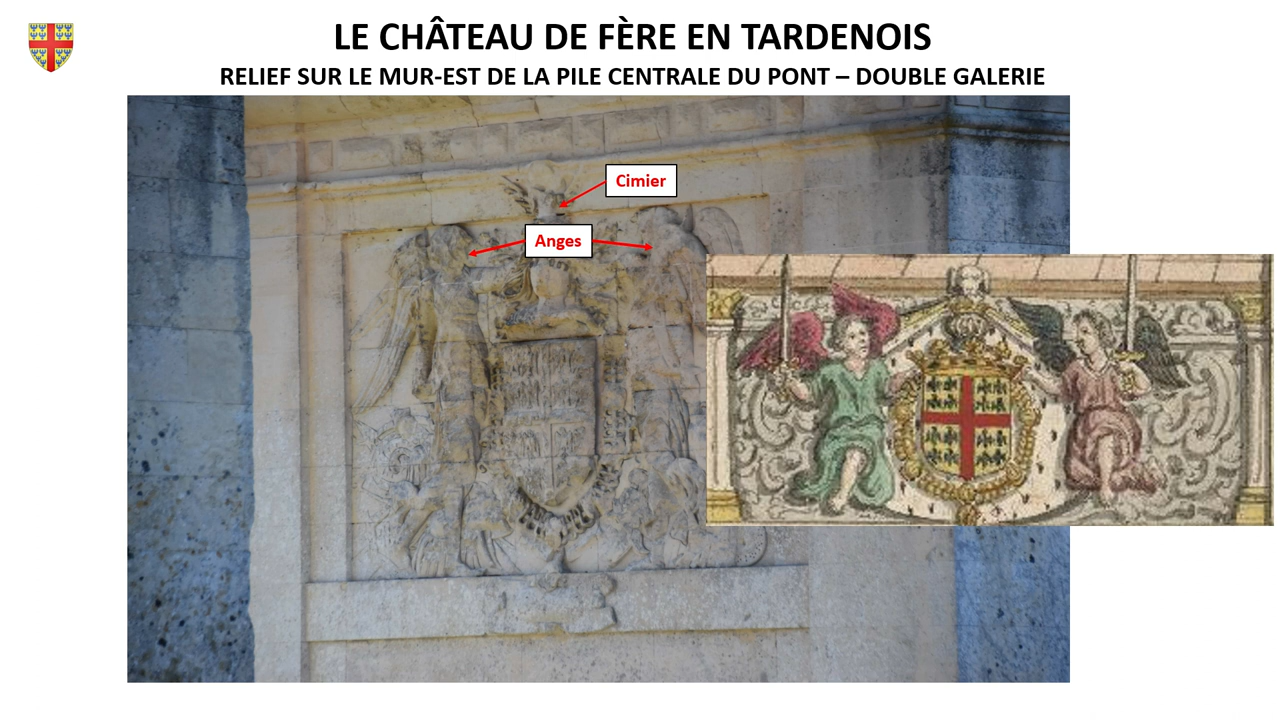 LE CHÂTEAU DE FÈRE EN TARDENOIS
RELIEF SUR LE MUR-EST DE LA PILE CENTRALE DU PONT – DOUBLE GALERIE
Cimier
Anges